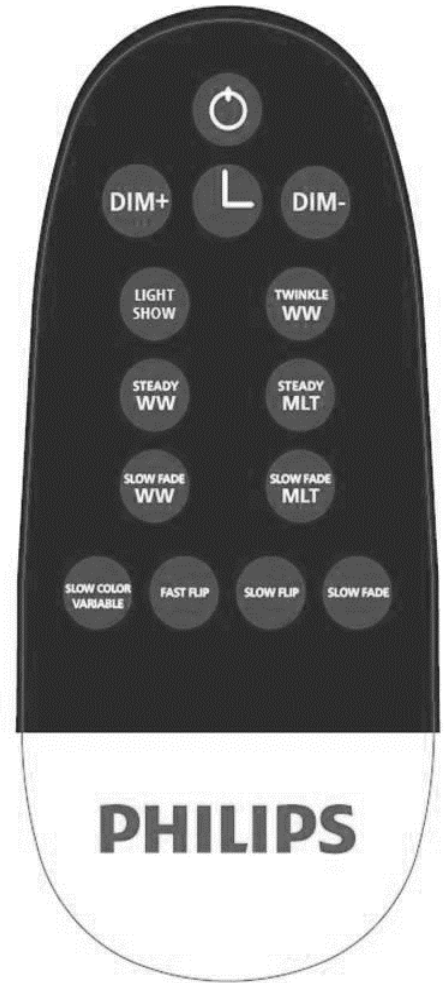 DIM+
DIM-
LIGHT
SHOW
TWINKLE
WW
STEADY
WW
STEADY
MLT
SLOW FADE
WW
SLOW FADE
MLT
SLOW COLOR
VARIABLE
FAST FLIP
SLOW FLIP
SLOW FADE
PHILIPS